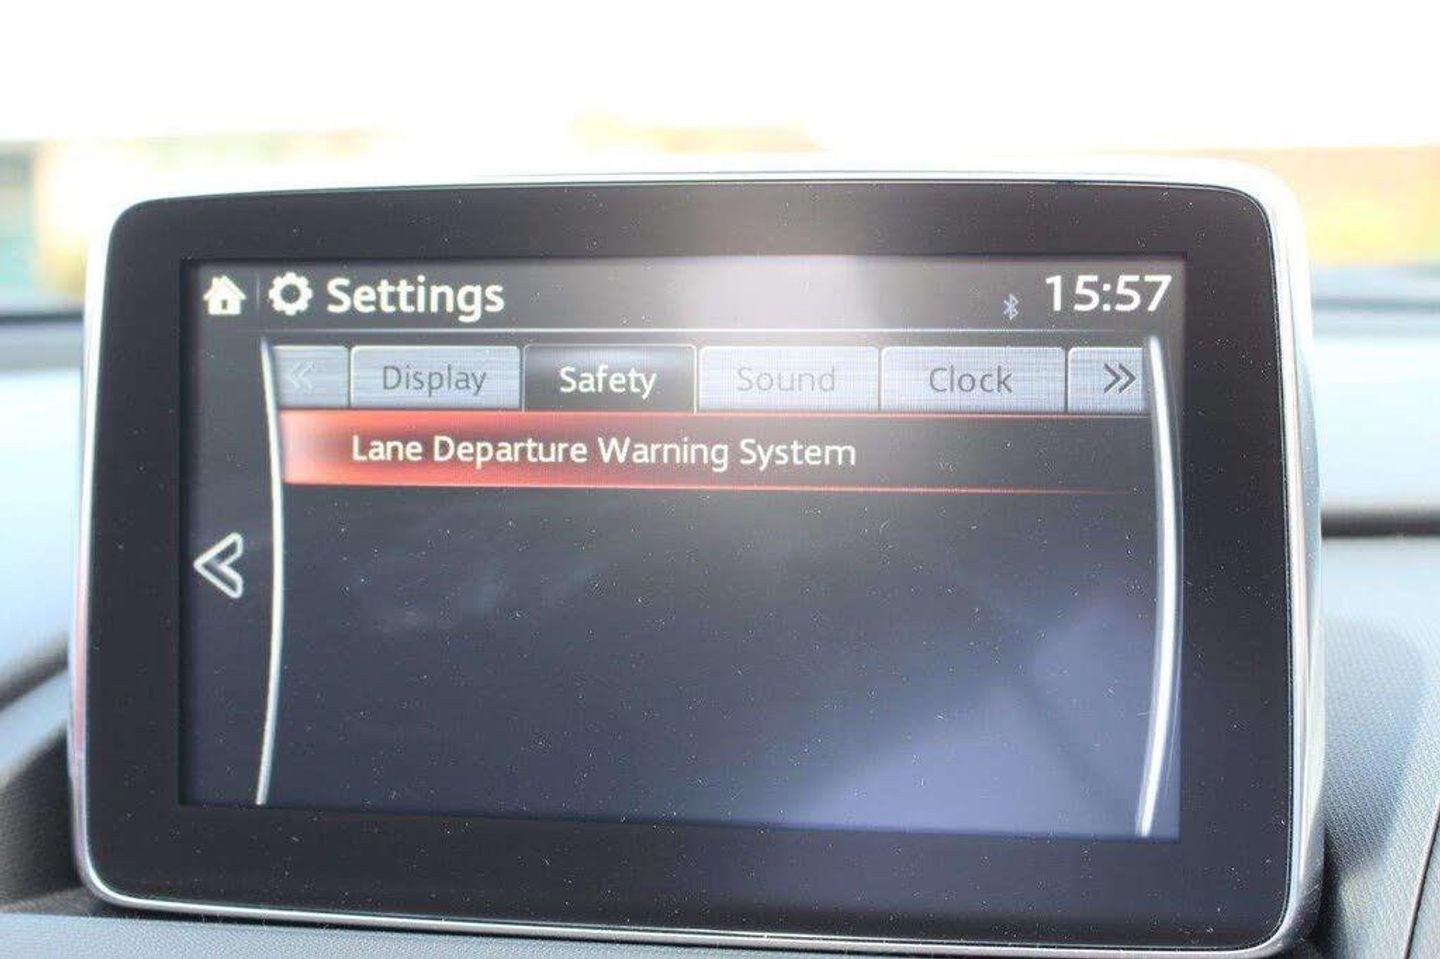 Settings 15:57
Display Safety Sound Clock
Lane Departure Warning System